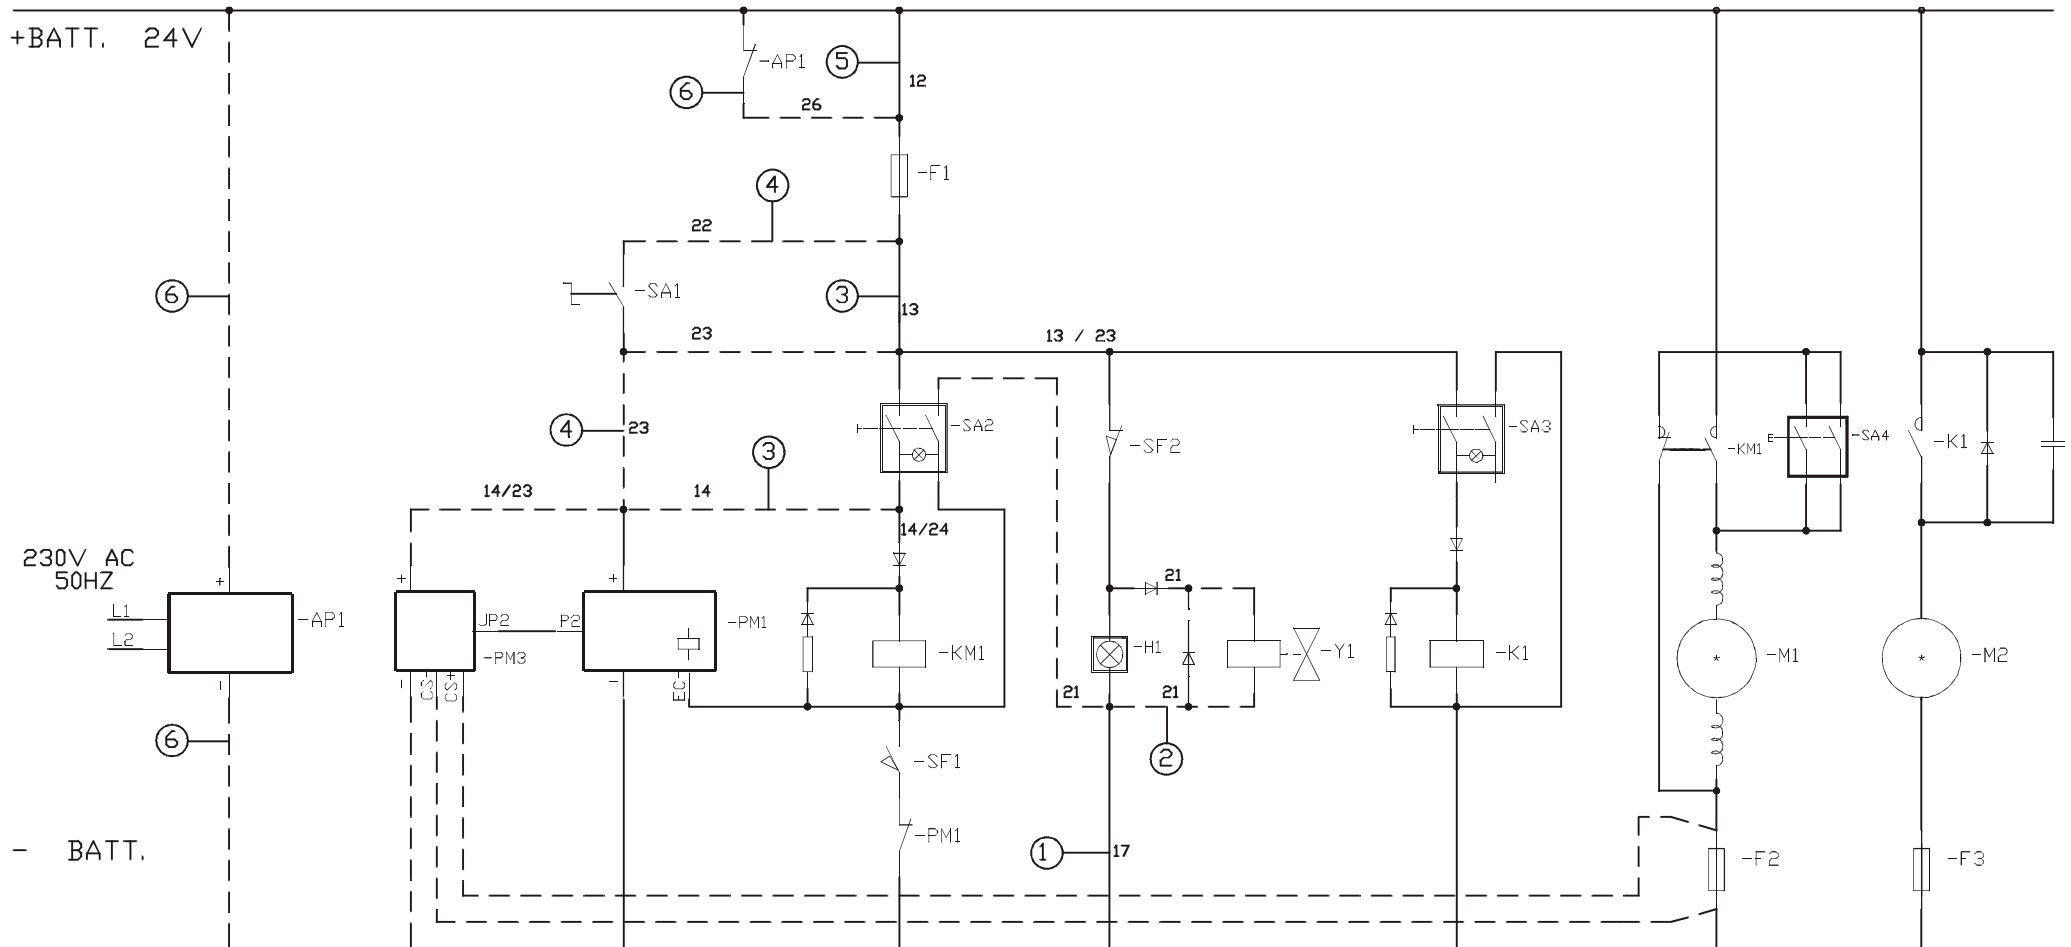 +BATT. 24V
-AP1
5
12
6
26
-F1
4
22
6
-SA1
3
13
23
13 / 23
4
23
-SA2
-SF2
-SA3
-KM1
-SA4
-K1
3
14/23
14
14/24
230V AC
50HZ
+
+
+
21
L1
L2
-AP1
JP2
P2
-PM1
-PM3
-KM1
-H1
-Y1
-K1
*
-M1
*
-M2
-
-
CS-
CS+
-
EC-
21
21
6
-SF1
2
-PM1
1
17
- BATT.
-F2
-F3